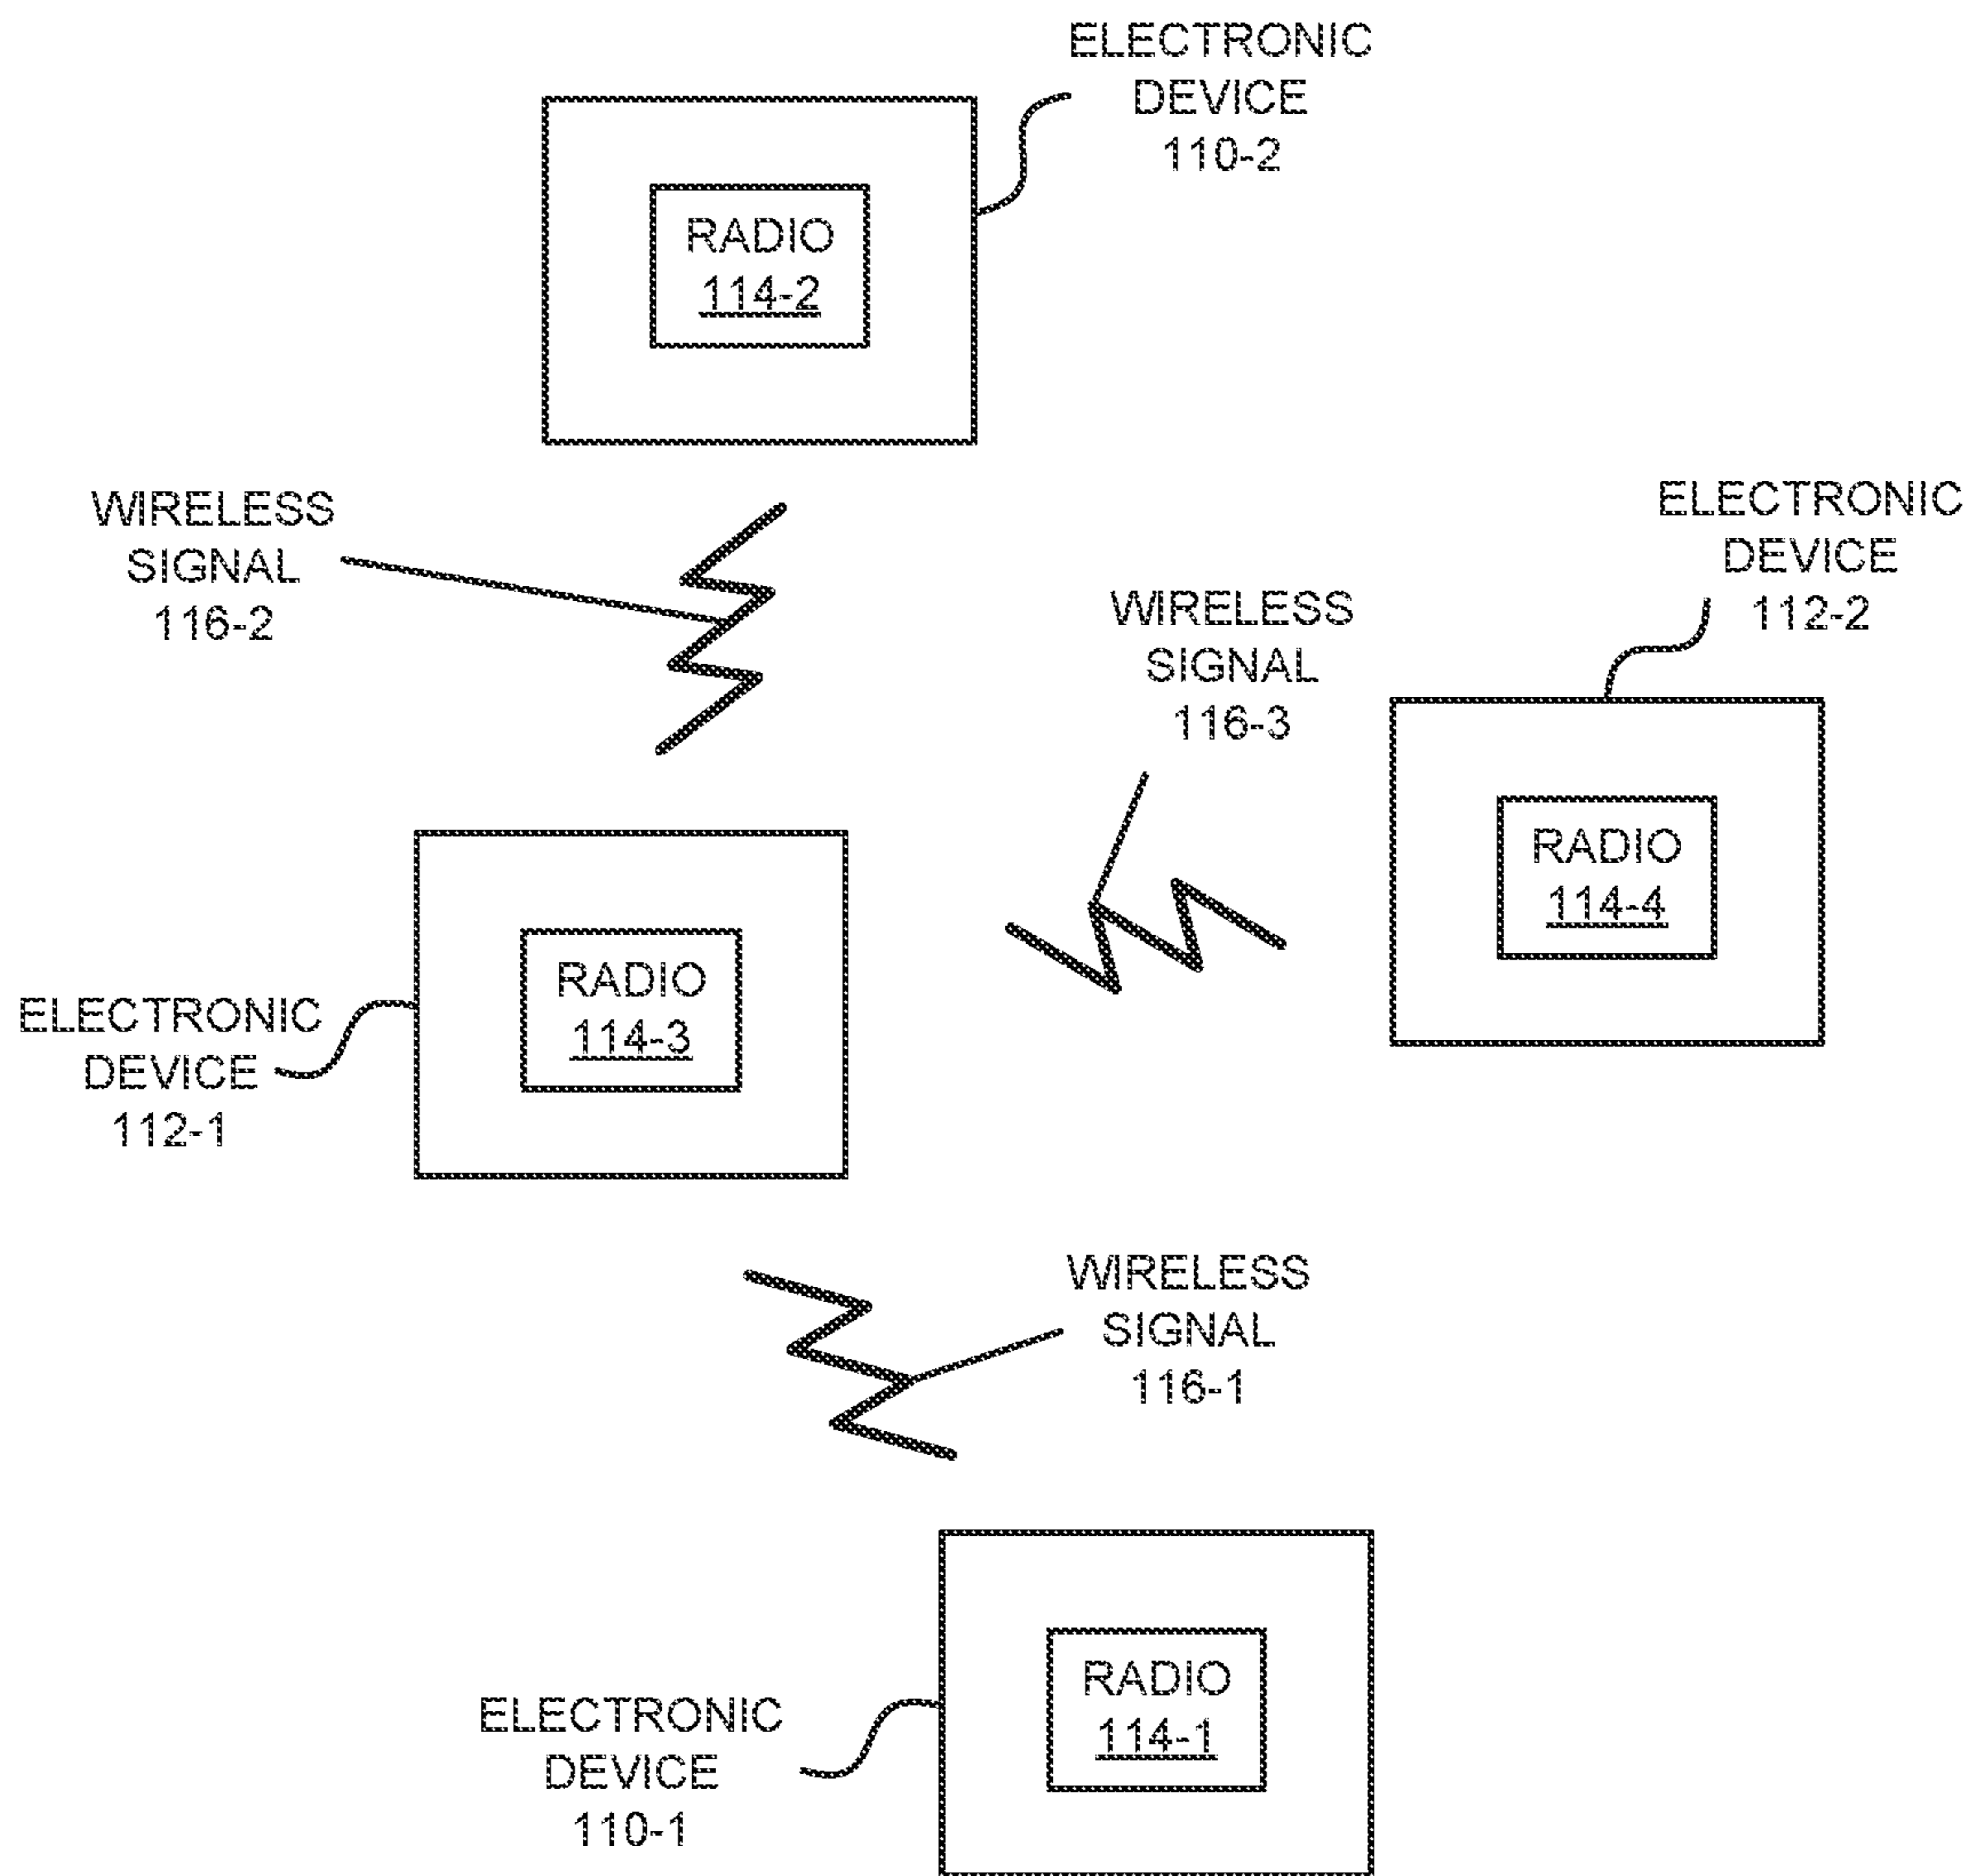 ELECTRONIC
DEVICE
110-2
RADIO
114-2
WIRELESS
SIGNAL
116-2
ELECTRONIC
DEVICE
112-2
WIRELESS
SIGNAL
116-3
RADIO
114-4
RADIO
114-3
ELECTRONIC
DEVICE
112-1
WIRELESS
SIGNAL
116-1
RADIO
114-1
ELECTRONIC
DEVICE
110-1